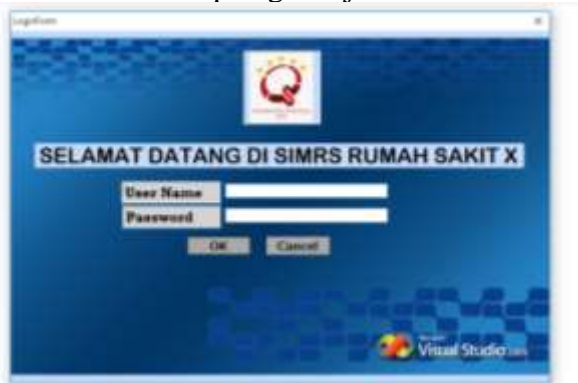 LoginForm
SELAMAT DATANG DI SIMRS RUMAH SAKIT X
User Name
Password
OK
Cancel
Visual Studio